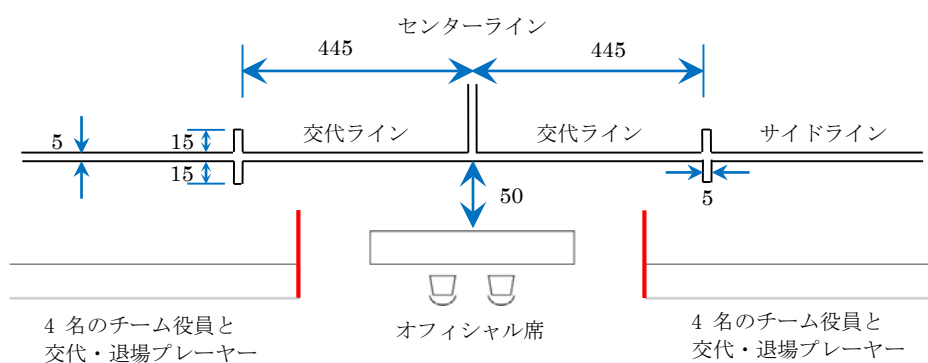 センターライン
445
445
5
15
交代ライン
交代ライン
サイドライン
15
50
5
4 名のチーム役員と
交代・退場プレーヤー
オフィシャル席
4 名のチーム役員と
交代・退場プレーヤー